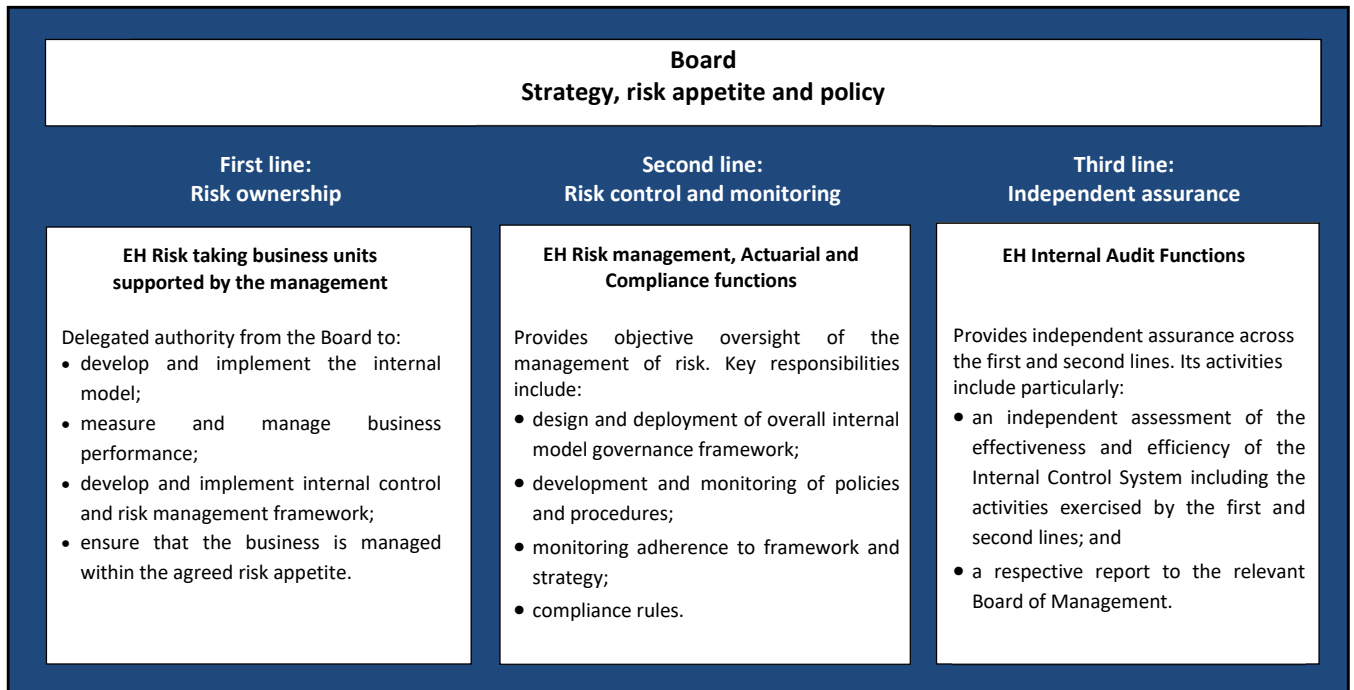 Board
Strategy, risk appetite and policy
First line:
Risk ownership
EH Risk taking business units
supported by the management
Delegated authority from the Board to:
• develop and implement the internal
model;
• measure and manage business
performance;
• develop and implement internal control
and risk management framework;
• ensure that the business is managed
within the agreed risk appetite.
Second line:
Risk control and monitoring
EH Risk management, Actuarial and
Compliance functions
Provides objective oversight of the
management of risk. Key responsibilities
include:
• design and deployment of overall internal
model governance framework;
• development and monitoring of policies
and procedures;
• monitoring adherence to framework and
strategy;
• compliance rules.
Third line:
Independent assurance
EH Internal Audit Functions
Provides independent assurance across
the first and second lines. Its activities
include particularly:
• an independent assessment of the
effectiveness and efficiency of the
Internal Control System including the
activities exercised by the first and
second lines; and
• a respective report to the relevant
Board of Management.